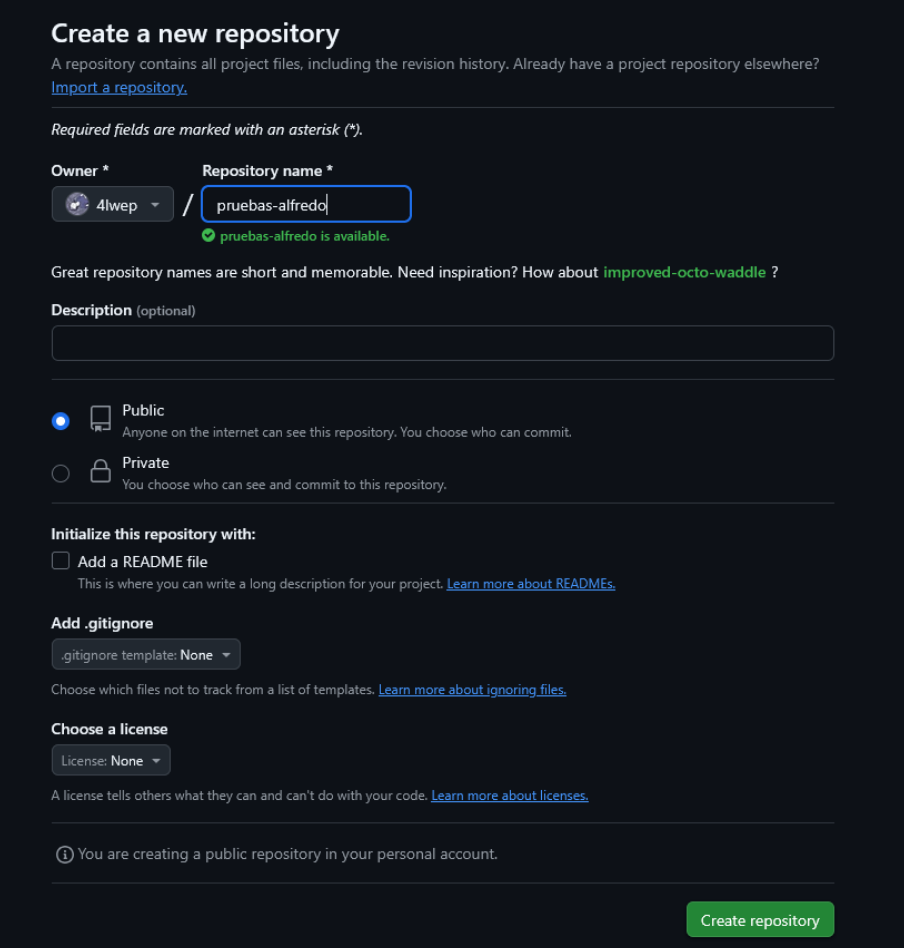 Create a new repository
A repository contains all project files, including the revision history. Already have a project repository elsewhere?
Import a repository.
Required fields are marked with an asterisk (*).
Owner *
Repository name *
4lwep
/
pruebas-alfredo
pruebas-alfredo is available.
Great repository names are short and memorable. Need inspiration? How about improved-octo-waddle ?
Description (optional)
Public
Anyone on the internet can see this repository. You choose who can commit.
Private
You choose who can see and commit to this repository.
Initialize this repository with:
Add a README file
This is where you can write a long description for your project. Learn more about READMEs.
Add .gitignore
.gitignore template: None
Choose which files not to track from a list of templates. Learn more about ignoring files.
Choose a license
License: None
A license tells others what they can and can't do with your code. Learn more about licenses.
You are creating a public repository in your personal account.
Create repository